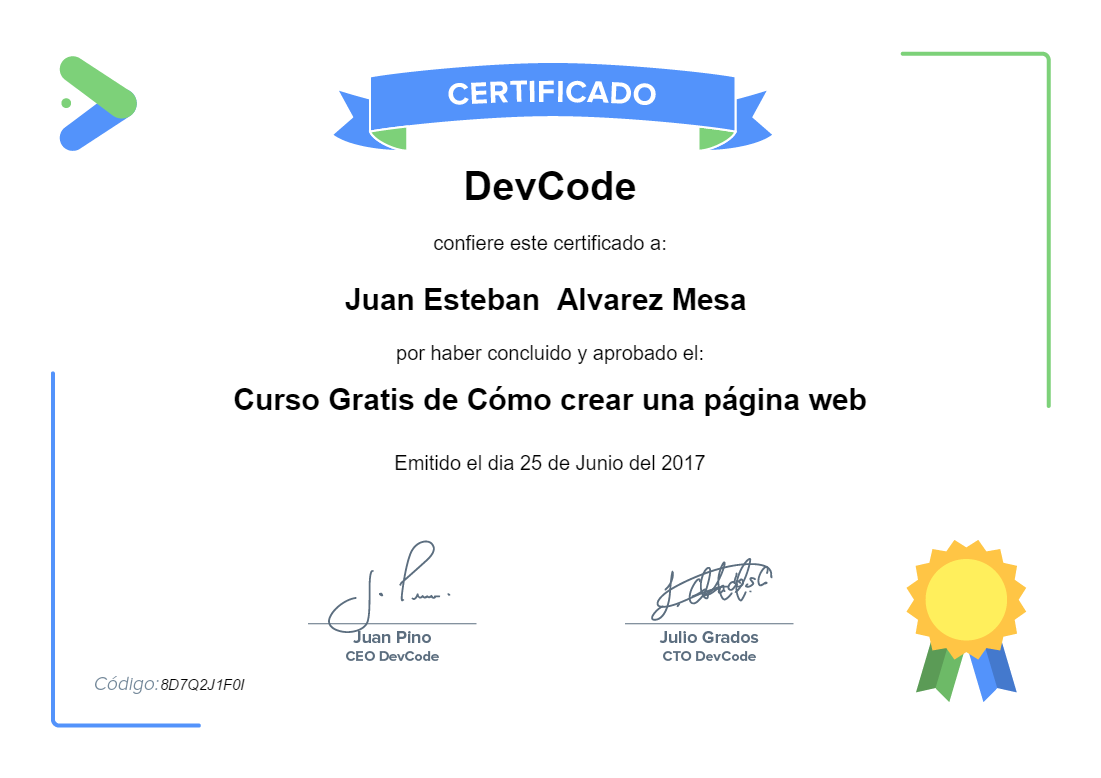 CERTIFICADO
DevCode
confiere este certificado a:
Juan Esteban  Alvarez Mesa
por haber concluido y aprobado el:
Curso Gratis de Cómo crear una página web
Emitido el dia 25 de Junio del 2017
Juan Pino
CEO DevCode
Julio Grados
CTO DevCode
Código:8D7Q2J1F0I